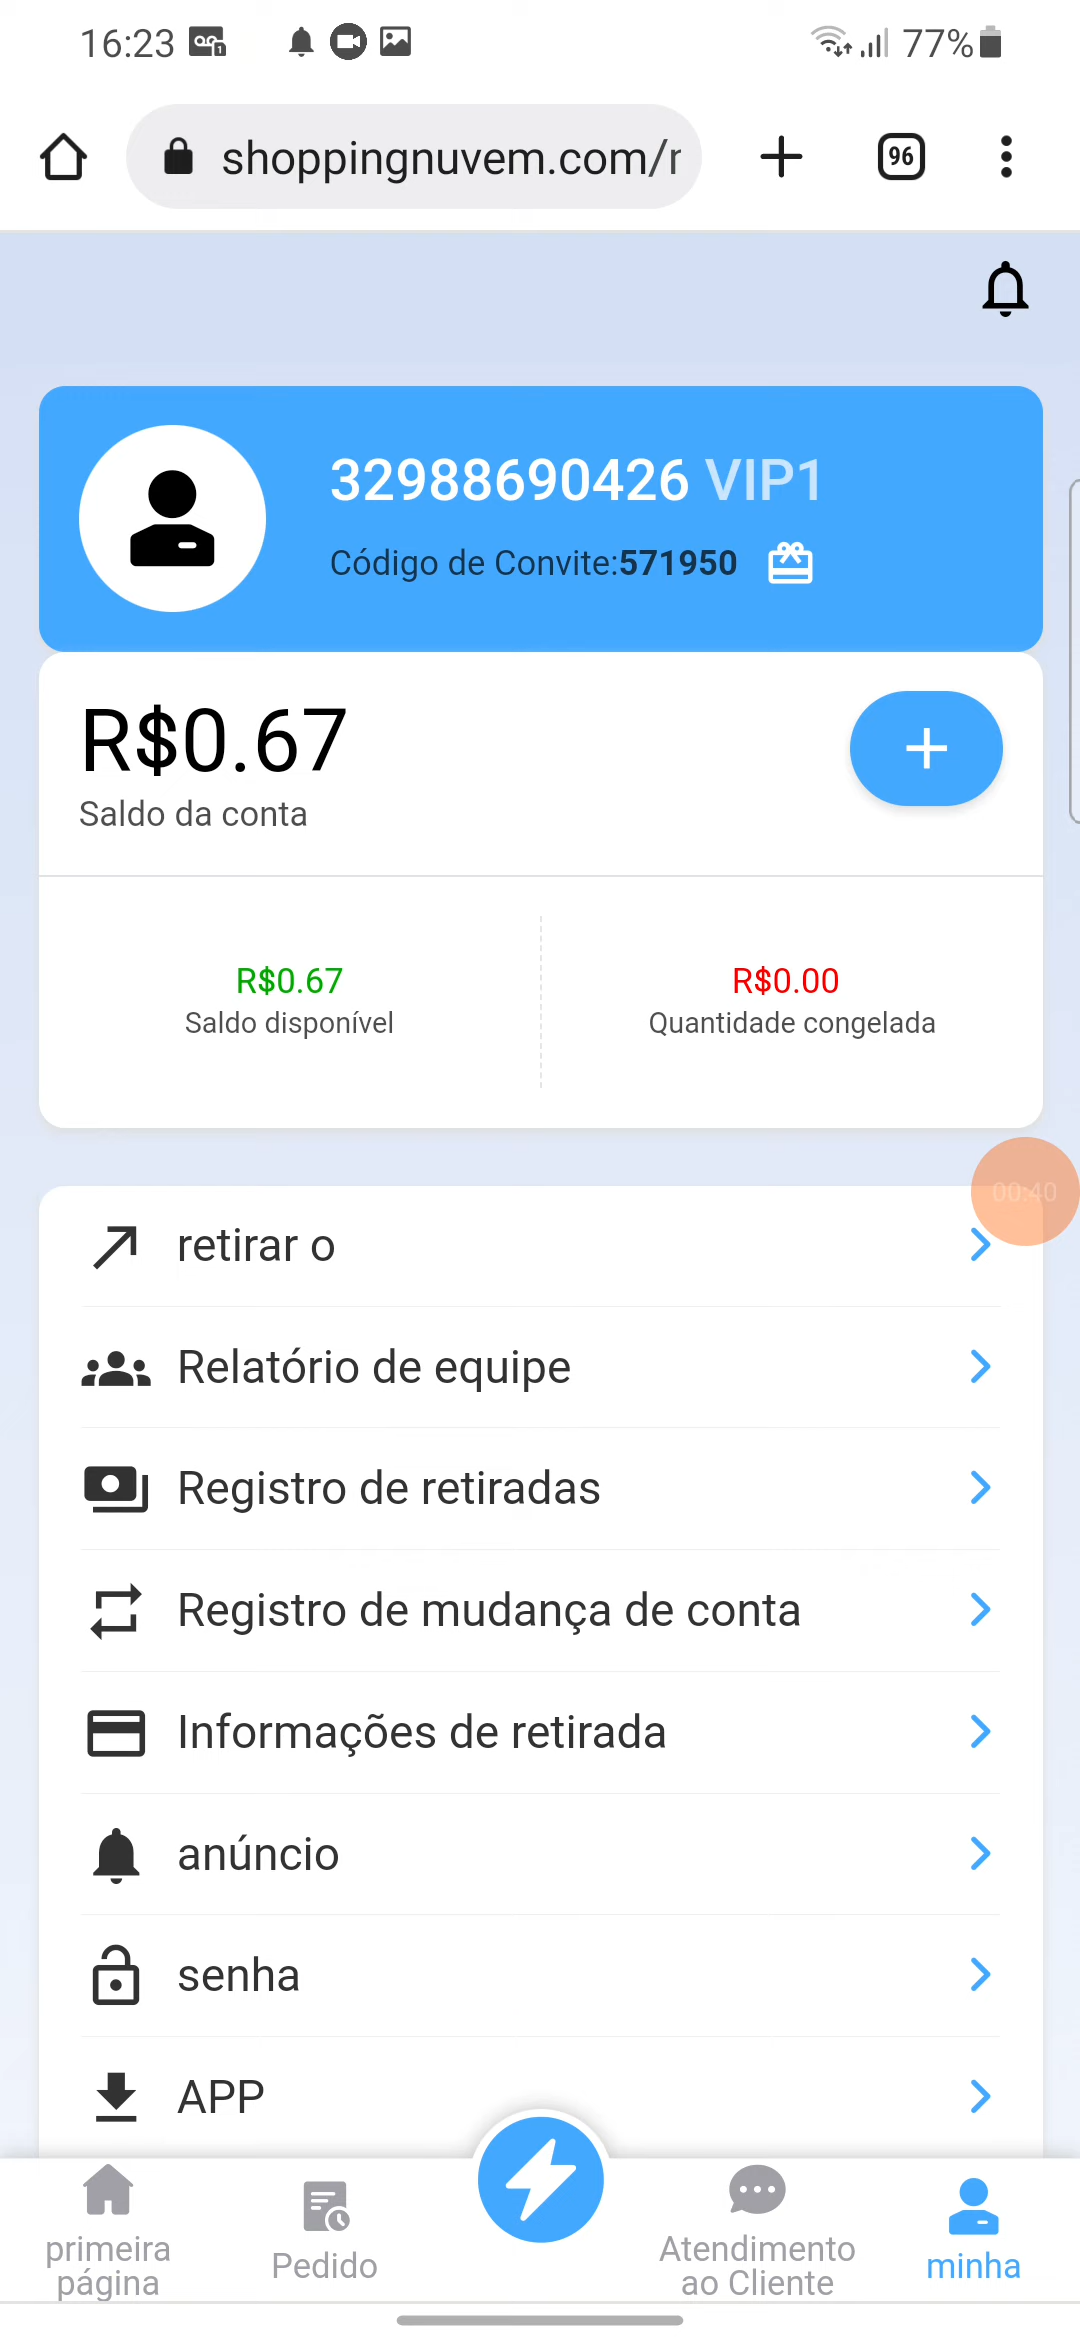 16:23
77%
shoppingnuvem.com/r
96
32988690426 VIP1
Código de Convite:571950
R$0.67
Saldo da conta
R$0.67
Saldo disponível
R$0.00
Quantidade congelada
00:40
retirar o
Relatório de equipe
Registro de retiradas
Registro de mudança de conta
Informações de retirada
anúncio
senha
APP
primeira
página
Pedido
Atendimento
ao Cliente
minha